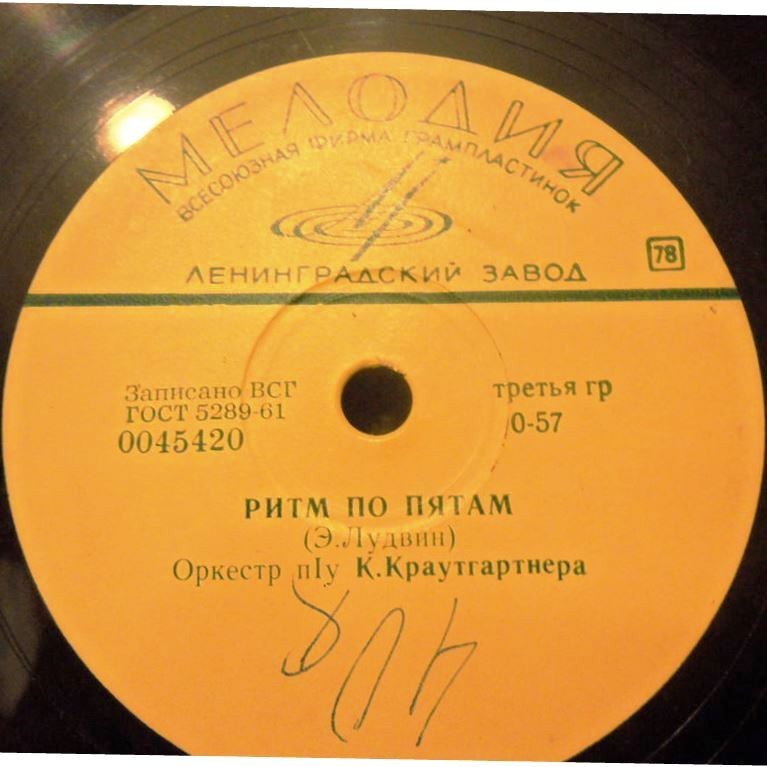 МЕЛОДИЯ
ВСЕСОЮЗНАЯ ФИРМА ГРАМПЛАСТИНОК
ЛЕНИНГРАДСКИЙ ЗАВОД
78
Записано ВСГ
ГОСТ 5289-61
0045420
третья гр
0-57
РИТМ ПО ПЯТАМ
(Э.Лудвин)
Оркестр п/у К.Краутгартнера